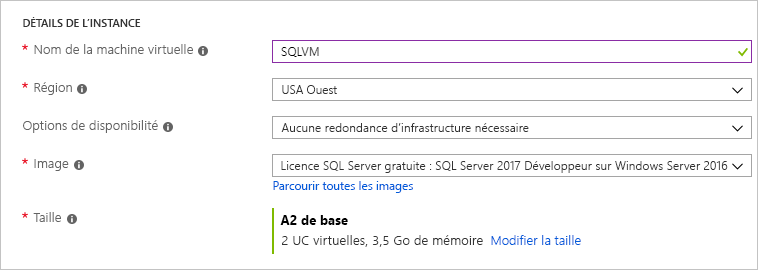 DÉTAILS DE L'INSTANCE
* Nom de la machine virtuelle SQLVM
* Région USA Ouest
Options de disponibilité Aucune redondance d'infrastructure nécessaire
* Image Licence SQL Server gratuite : SQL Server 2017 Développeur sur Windows Server 2016
Parcourir toutes les images
* Taille A2 de base
2 UC virtuelles, 3,5 Go de mémoire Modifier la taille